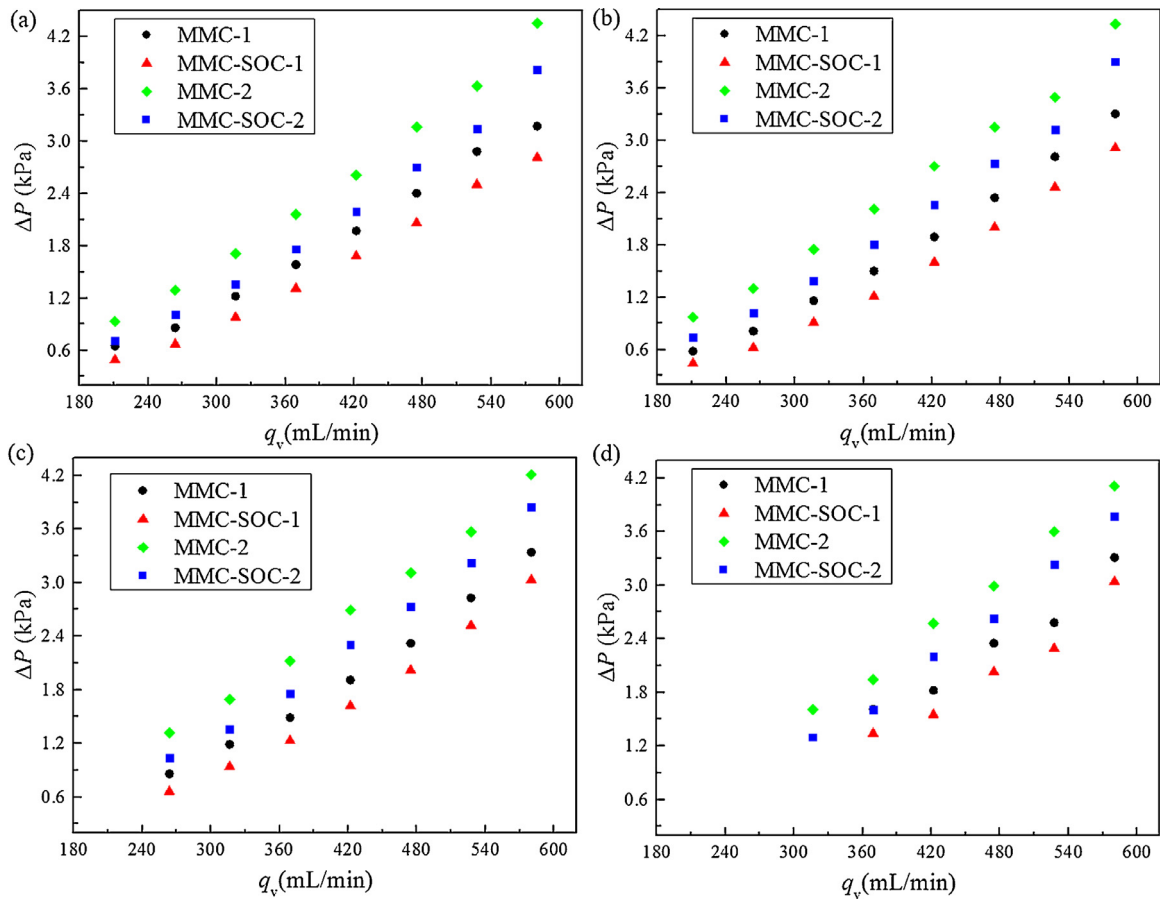 (a)
MMC-1
MMC-SOC-1
MMC-2
MMC-SOC-2
4.2
3.6
3.0
2.4
1.8
1.2
0.6
ΔP (kPa)
180 240 300 360 420 480 540 600
qv(mL/min)
(b)
MMC-1
MMC-SOC-1
MMC-2
MMC-SOC-2
4.2
3.6
3.0
2.4
1.8
1.2
0.6
ΔP (kPa)
180 240 300 360 420 480 540 600
qv(mL/min)
(c)
MMC-1
MMC-SOC-1
MMC-2
MMC-SOC-2
4.2
3.6
3.0
2.4
1.8
1.2
0.6
ΔP (kPa)
180 240 300 360 420 480 540 600
qv(mL/min)
(d)
MMC-1
MMC-SOC-1
MMC-2
MMC-SOC-2
4.2
3.6
3.0
2.4
1.8
1.2
0.6
ΔP (kPa)
180 240 300 360 420 480 540 600
qv(mL/min)